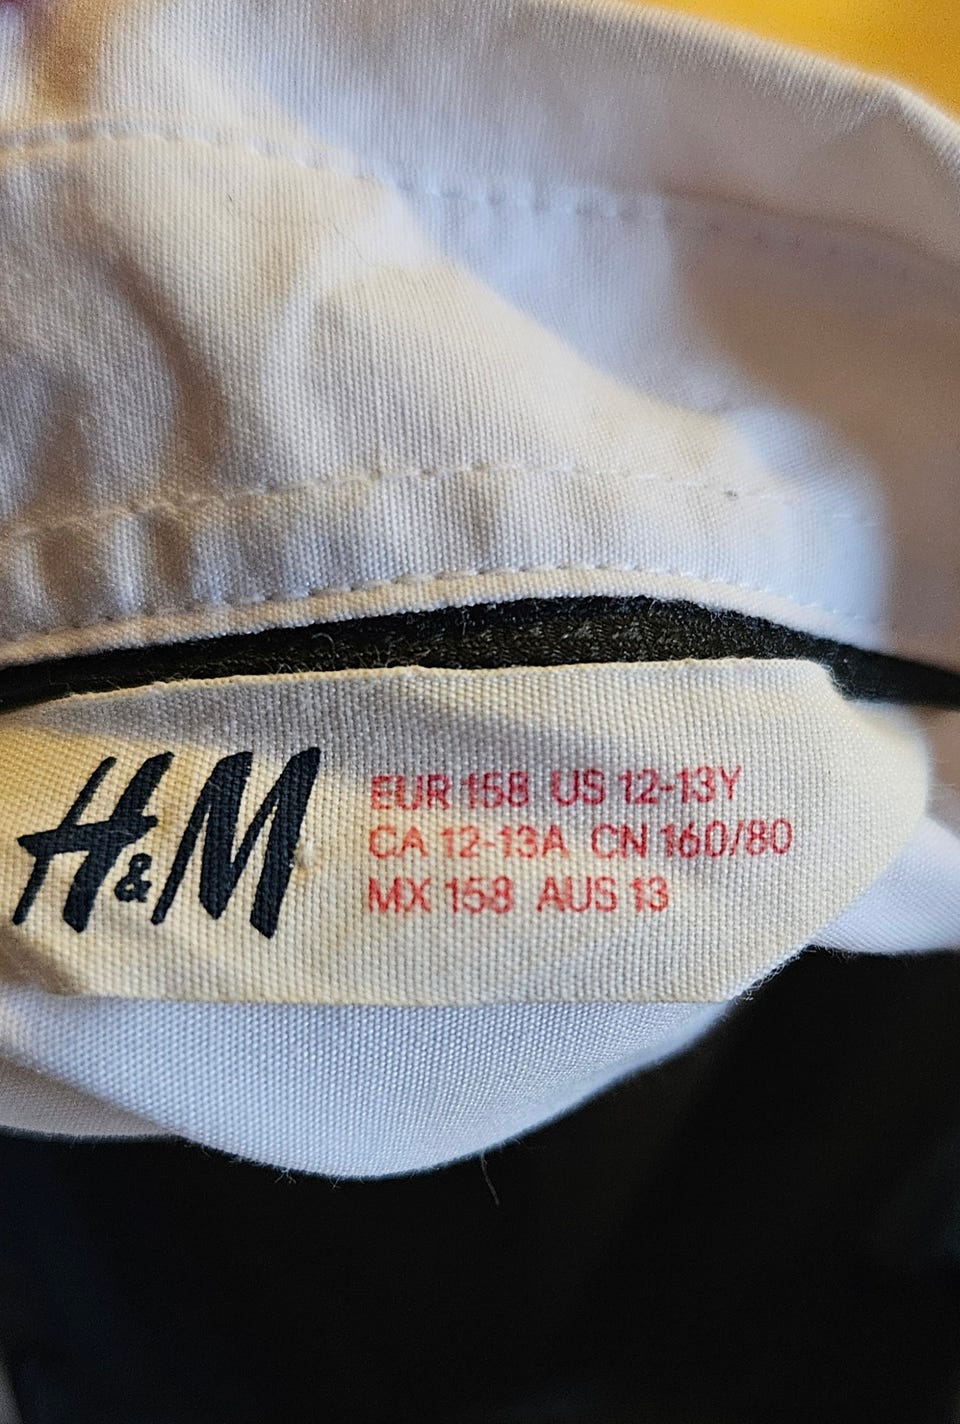 H&M
EUR 158 US 12-13Y
CA 12-13A CN 160/80
MX 158 AUS 13